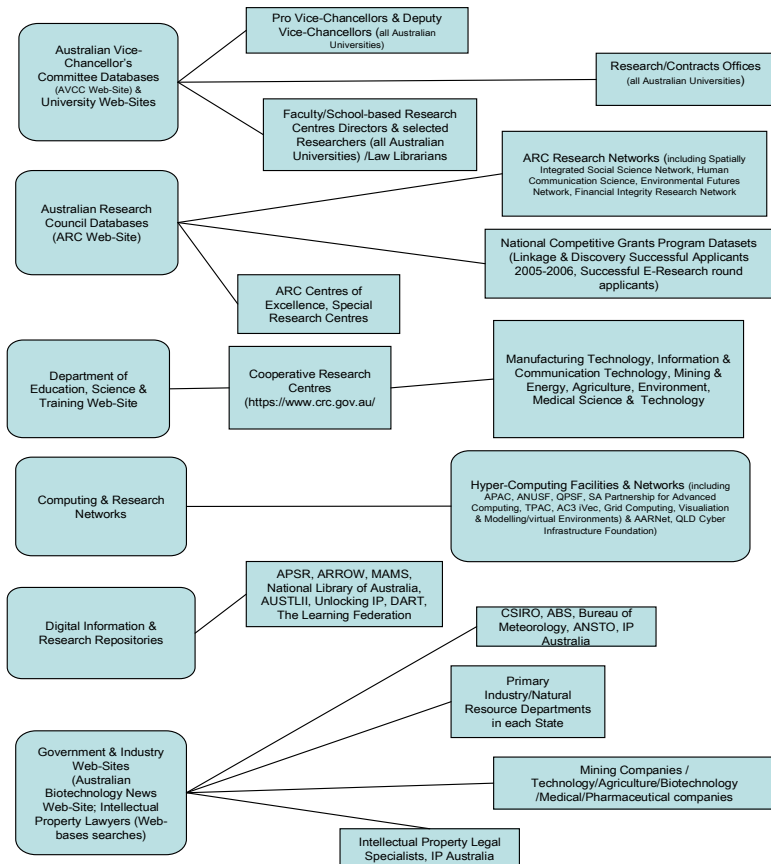 Australian Vice-
Chancellor's
Committee Databases
(AVCC Web-Site) &
University Web-Sites
Pro Vice-Chancellors & Deputy
Vice-Chancellors (all Australian
Universities)
Research/Contracts Offices
(all Australian Universities)
Faculty/School-based Research
Centres Directors & selected
Researchers (all Australian
Universities) /Law Librarians
Australian Research
Council Databases
(ARC Web-Site)
ARC Research Networks (including Spatially
Integrated Social Science Network, Human
Communication Science, Environmental Futures
Network, Financial Integrity Research Network
National Competitive Grants Program Datasets
(Linkage & Discovery Successful Applicants
2005-2006, Successful E-Research round
applicants)
ARC Centres of
Excellence, Special
Research Centres
Department of
Education, Science &
Training Web-Site
Cooperative Research
Centres
(https://www.crc.gov.au/
Manufacturing Technology, Information &
Communication Technology, Mining &
Energy, Agriculture, Environment,
Medical Science & Technology
Computing & Research
Networks
Hyper-Computing Facilities & Networks (including
APAC, ANUSF, QPSF, SA Partnership for Advanced
Computing, TPAC, AC3 iVec, Grid Computing, Visualiation
& Modelling/virtual Environments) & AARNet, QLD Cyber
Infrastructure Foundation)
Digital Information &
Research Repositories
APSR, ARROW, MAMS,
National Library of Australia,
AUSTLII, Unlocking IP, DART,
The Learning Federation
Government & Industry
Web-Sites
(Australian
Biotechnology News
Web-Site; Intellectual
Property Lawyers (Web-
bases searches)
CSIRO, ABS, Bureau of
Meteorology, ANSTO, IP
Australia
Primary
Industry/Natural
Resource Departments
in each State
Mining Companies /
Technology/Agriculture/Biotechnology
/Medical/Pharmaceutical companies
Intellectual Property Legal
Specialists, IP Australia